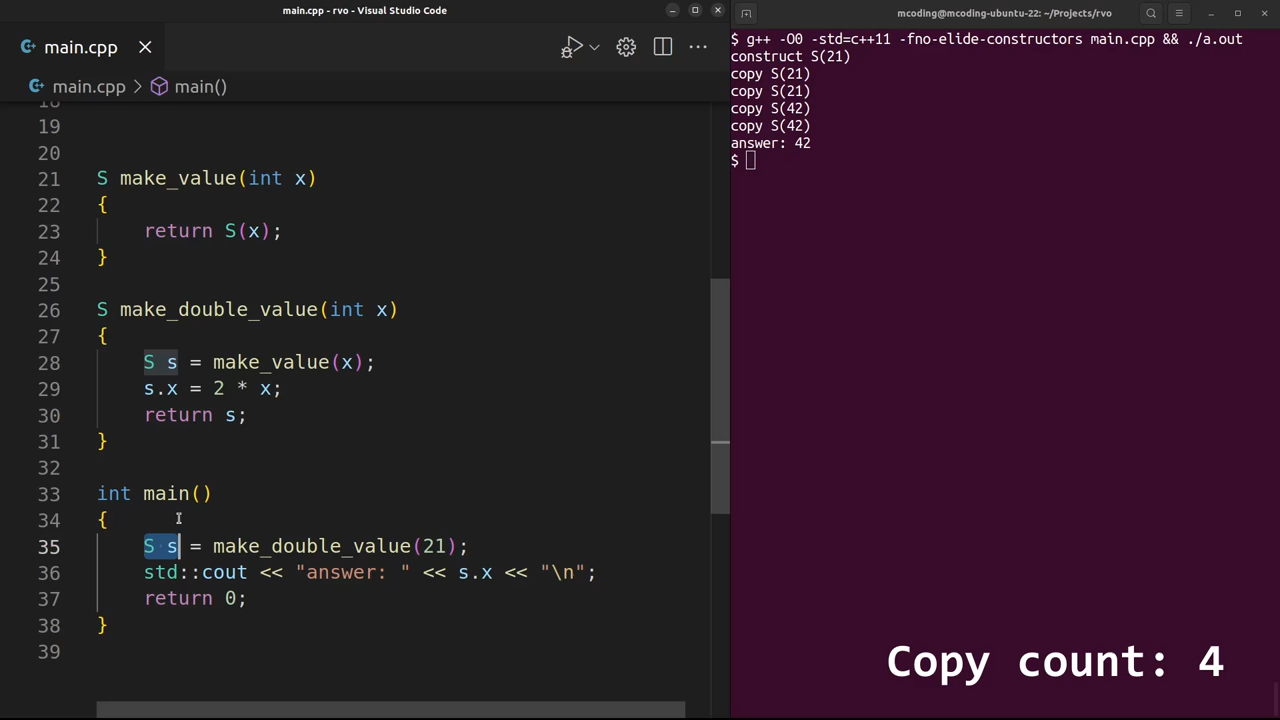 main.cpp - rvo - Visual Studio Code
main.cpp
main.cpp > main()
18
19
20
21 S make_value(int x)
22 {
23 return S(x);
24 }
25
26 S make_double_value(int x)
27 {
28 S s = make_value(x);
29 s.x = 2 * x;
30 return s;
31 }
32
33 int main()
34 {
35 S s = make_double_value(21);
36 std::cout << "answer: " << s.x << "\n";
37 return 0;
38 }
39
mcoding@mcoding-ubuntu-22: ~/Projects/rvo
$ g++ -O0 -std=c++11 -fno-elide-constructors main.cpp && ./a.out
construct S(21)
copy S(21)
copy S(21)
copy S(42)
copy S(42)
answer: 42
$
Copy count: 4